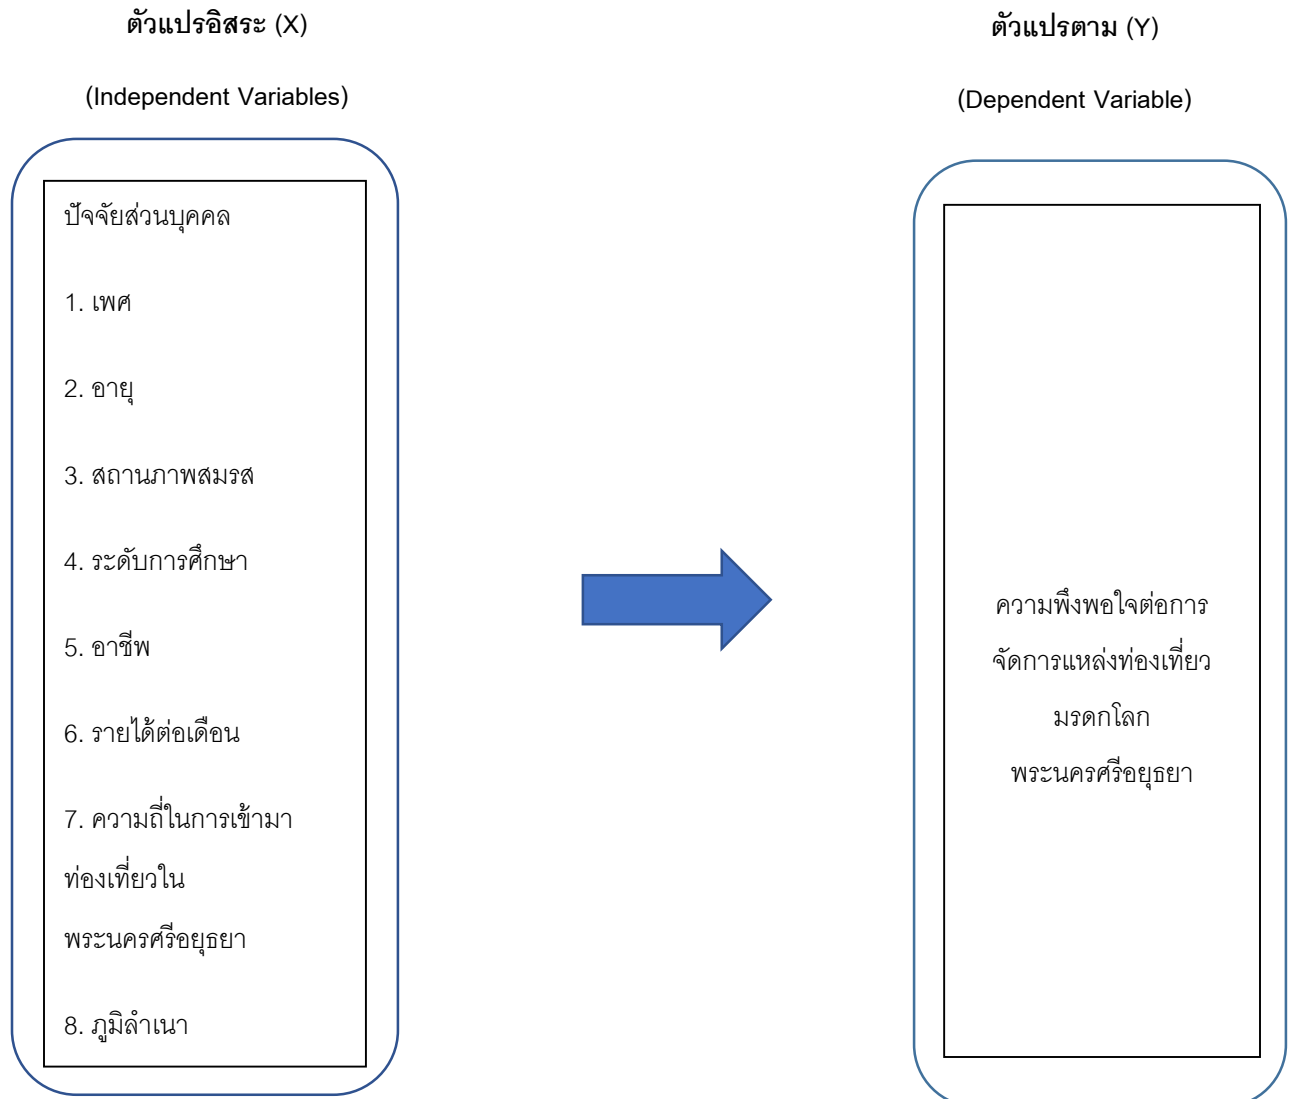 ตัวแปรอิสระ (X)
(Independent Variables)
ปัจจัยส่วนบุคคล
1. เพศ
2. อายุ
3. สถานภาพสมรส
4. ระดับการศึกษา
5. อาชีพ
6. รายได้ต่อเดือน
7. ความถี่ในการเข้ามา
ท่องเที่ยวใน
พระนครศรีอยุธยา
8. ภูมิลำเนา
ตัวแปรตาม (Y)
(Dependent Variable)
ความพึงพอใจต่อการ
จัดการแหล่งท่องเที่ยว
มรดกโลก
พระนครศรีอยุธยา